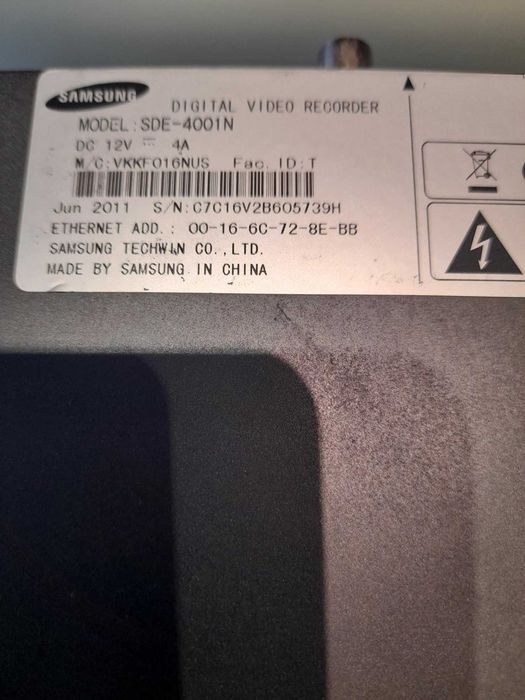 SAMSUNG
DIGITAL VIDEO RECORDER
MODEL : SDE-4001N
DC 12V ⎓ 4A
M/C:VKKF016NUS Fac. ID:T
Jun 2011 S/N:C7C16V2B605739H
ETHERNET ADD. : 00-16-6C-72-8E-BB
SAMSUNG TECHWIN CO.,LTD.
MADE BY SAMSUNG IN CHINA